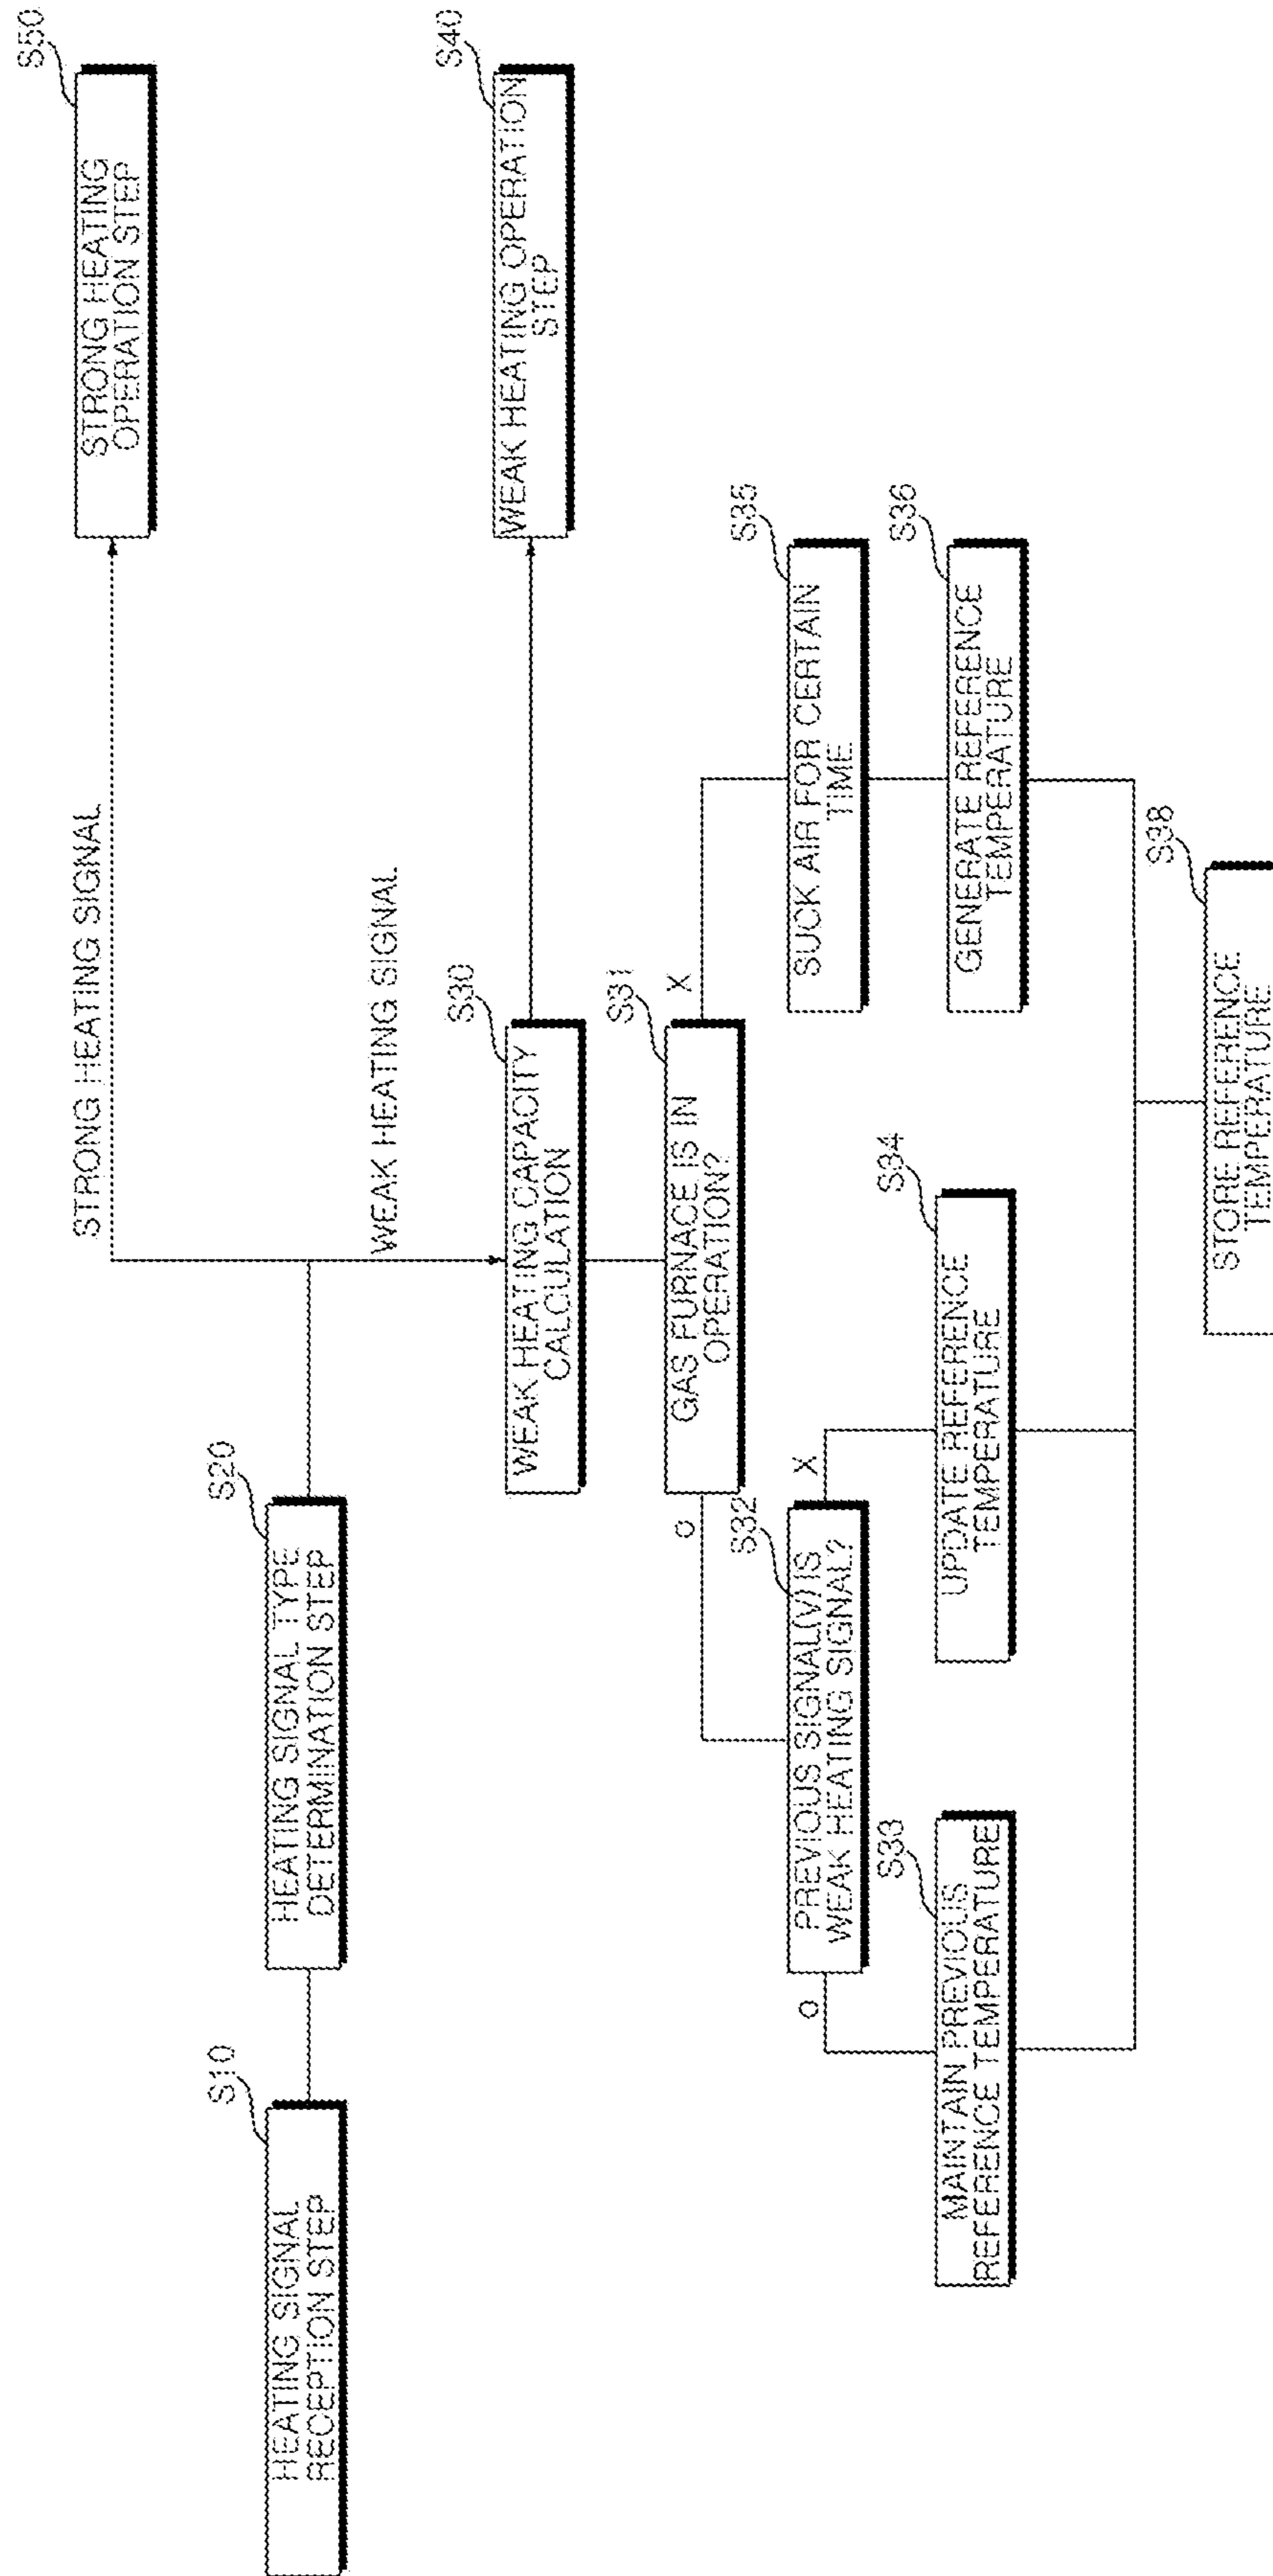 S50
STRONG HEATING
OPERATION STEP
STRONG HEATING SIGNAL
S10
HEATING SIGNAL
RECEPTION STEP
S20
HEATING SIGNAL TYPE
DETERMINATION STEP
WEAK HEATING SIGNAL
S30
WEAK HEATING CAPACITY
CALCULATION
S40
WEAK HEATING OPERATION
STEP
S31
GAS FURNACE IS IN
OPERATION?
O
X
S32
PREVIOUS SIGNAL(V) IS
WEAK HEATING SIGNAL?
O
X
S35
SUCK AIR FOR CERTAIN
TIME
S33
MAINTAIN PREVIOUS
REFERENCE TEMPERATURE
S34
UPDATE REFERENCE
TEMPERATURE
S36
GENERATE REFERENCE
TEMPERATURE
S38
STORE REFERENCE
TEMPERATURE